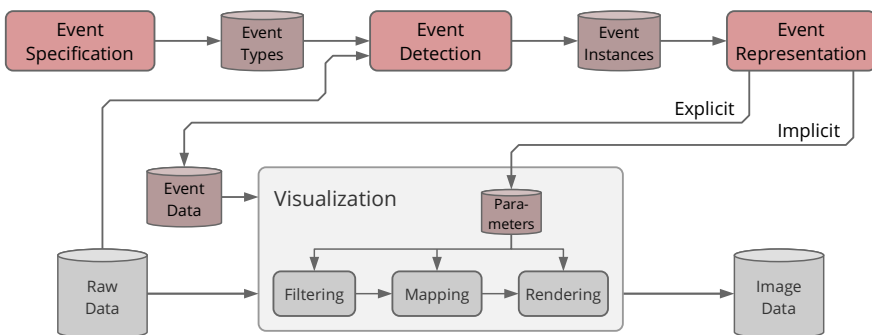 Event
Specification
Event
Types
Event
Detection
Event
Instances
Event
Representation
Explicit
Implicit
Event
Data
Visualization
Para-
meters
Raw
Data
Filtering
Mapping
Rendering
Image
Data